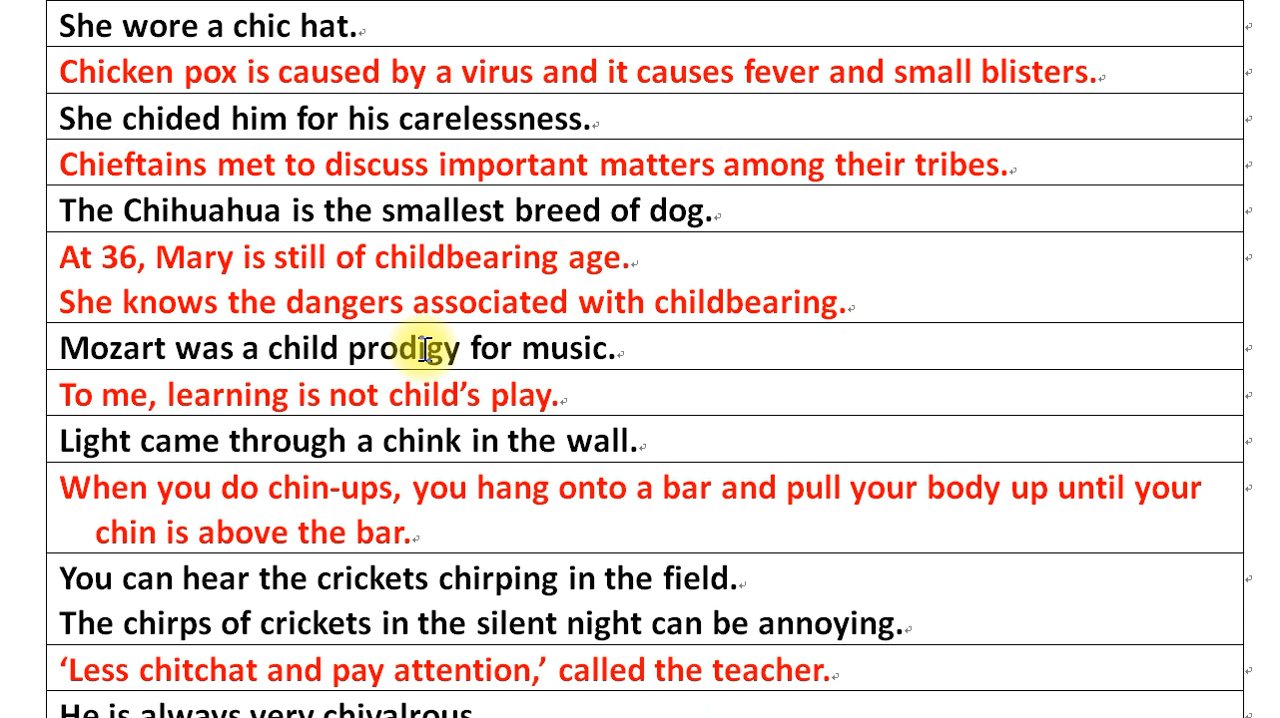 She wore a chic hat.
Chicken pox is caused by a virus and it causes fever and small blisters.
She chided him for his carelessness.
Chieftains met to discuss important matters among their tribes.
The Chihuahua is the smallest breed of dog.
At 36, Mary is still of childbearing age.
She knows the dangers associated with childbearing.
Mozart was a child prodigy for music.
To me, learning is not child’s play.
Light came through a chink in the wall.
When you do chin-ups, you hang onto a bar and pull your body up until your
chin is above the bar.
You can hear the crickets chirping in the field.
The chirps of crickets in the silent night can be annoying.
‘Less chitchat and pay attention,’ called the teacher.
He is always very chivalrous.